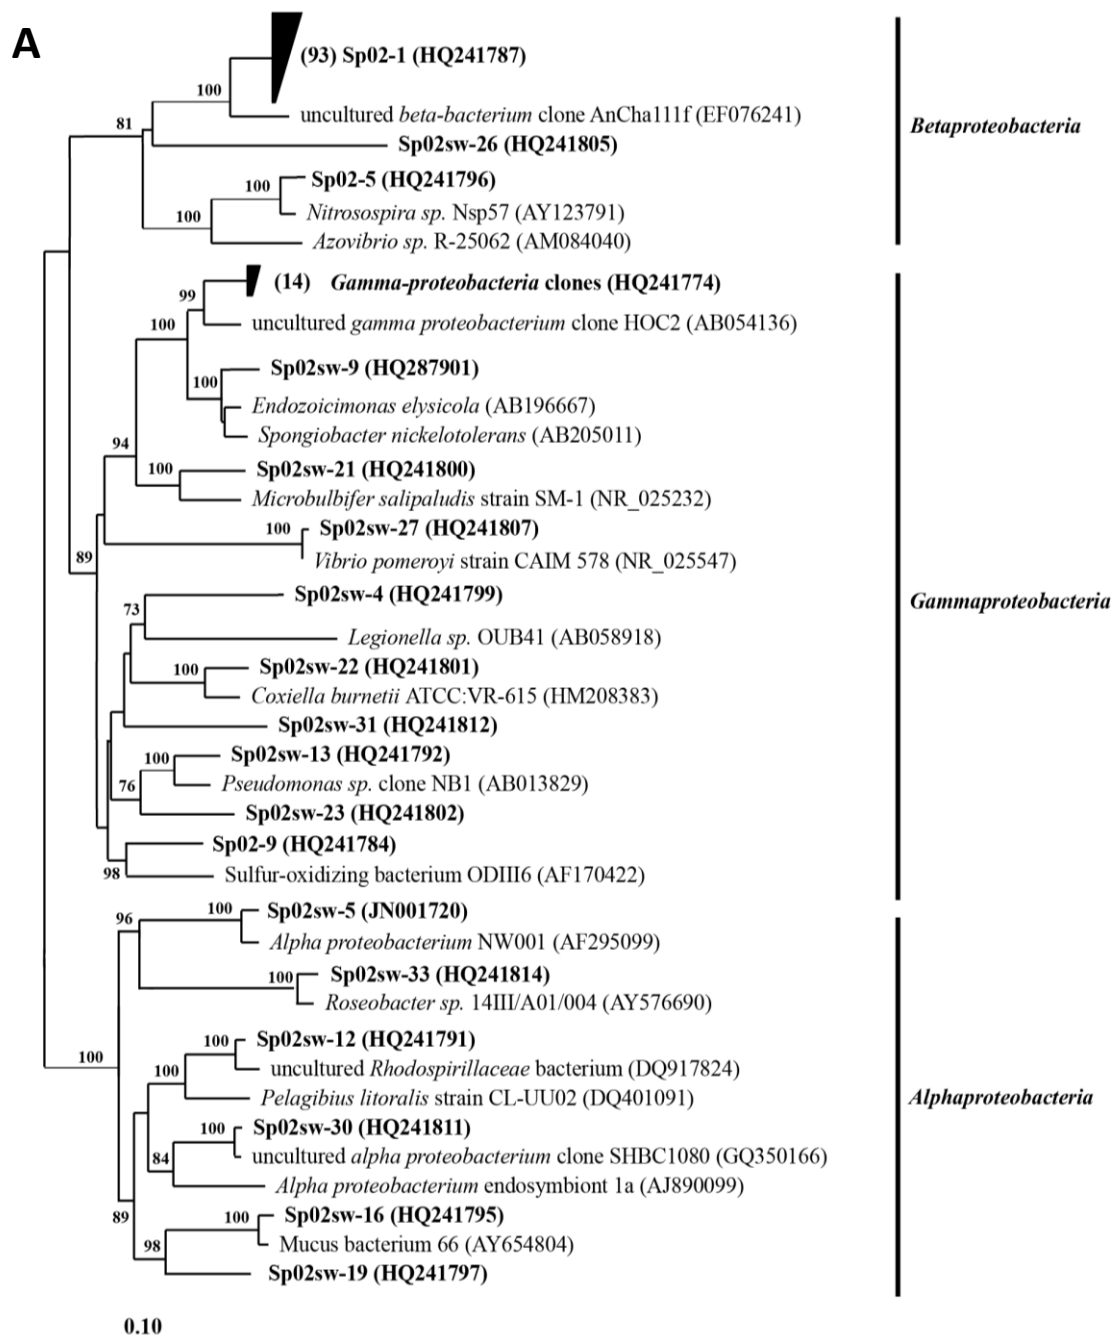 A
(93) Sp02-1 (HQ241787)
100
uncultured beta-bacterium clone AnCha111f (EF076241)
81
Betaproteobacteria
Sp02sw-26 (HQ241805)
Sp02-5 (HQ241796)
100
Nitrosospira sp. Nsp57 (AY123791)
100
Azovibrio sp. R-25062 (AM084040)
(14) Gamma-proteobacteria clones (HQ241774)
99
uncultured gamma proteobacterium clone HOC2 (AB054136)
100
Sp02sw-9 (HQ287901)
100
Endozoicimonas elysicola (AB196667)
Spongiobacter nickelotolerans (AB205011)
94
Sp02sw-21 (HQ241800)
100
Microbulbifer salipaludis strain SM-1 (NR_025232)
100
Sp02sw-27 (HQ241807)
89
Vibrio pomeroyi strain CAIM 578 (NR_025547)
Sp02sw-4 (HQ241799)
Gammaproteobacteria
73
Legionella sp. OUB41 (AB058918)
100
Sp02sw-22 (HQ241801)
Coxiella burnetii ATCC:VR-615 (HM208383)
Sp02sw-31 (HQ241812)
100
Sp02sw-13 (HQ241792)
76
Pseudomonas sp. clone NB1 (AB013829)
Sp02sw-23 (HQ241802)
Sp02-9 (HQ241784)
98
Sulfur-oxidizing bacterium ODIII6 (AF170422)
100
Sp02sw-5 (JN001720)
96
Alpha proteobacterium NW001 (AF295099)
100
Sp02sw-33 (HQ241814)
Roseobacter sp. 14III/A01/004 (AY576690)
100
Sp02sw-12 (HQ241791)
100
uncultured Rhodospirillaceae bacterium (DQ917824)
100
Pelagibius litoralis strain CL-UU02 (DQ401091)
Alphaproteobacteria
100
Sp02sw-30 (HQ241811)
84
uncultured alpha proteobacterium clone SHBC1080 (GQ350166)
Alpha proteobacterium endosymbiont 1a (AJ890099)
89
100
Sp02sw-16 (HQ241795)
98
Mucus bacterium 66 (AY654804)
Sp02sw-19 (HQ241797)
0.10